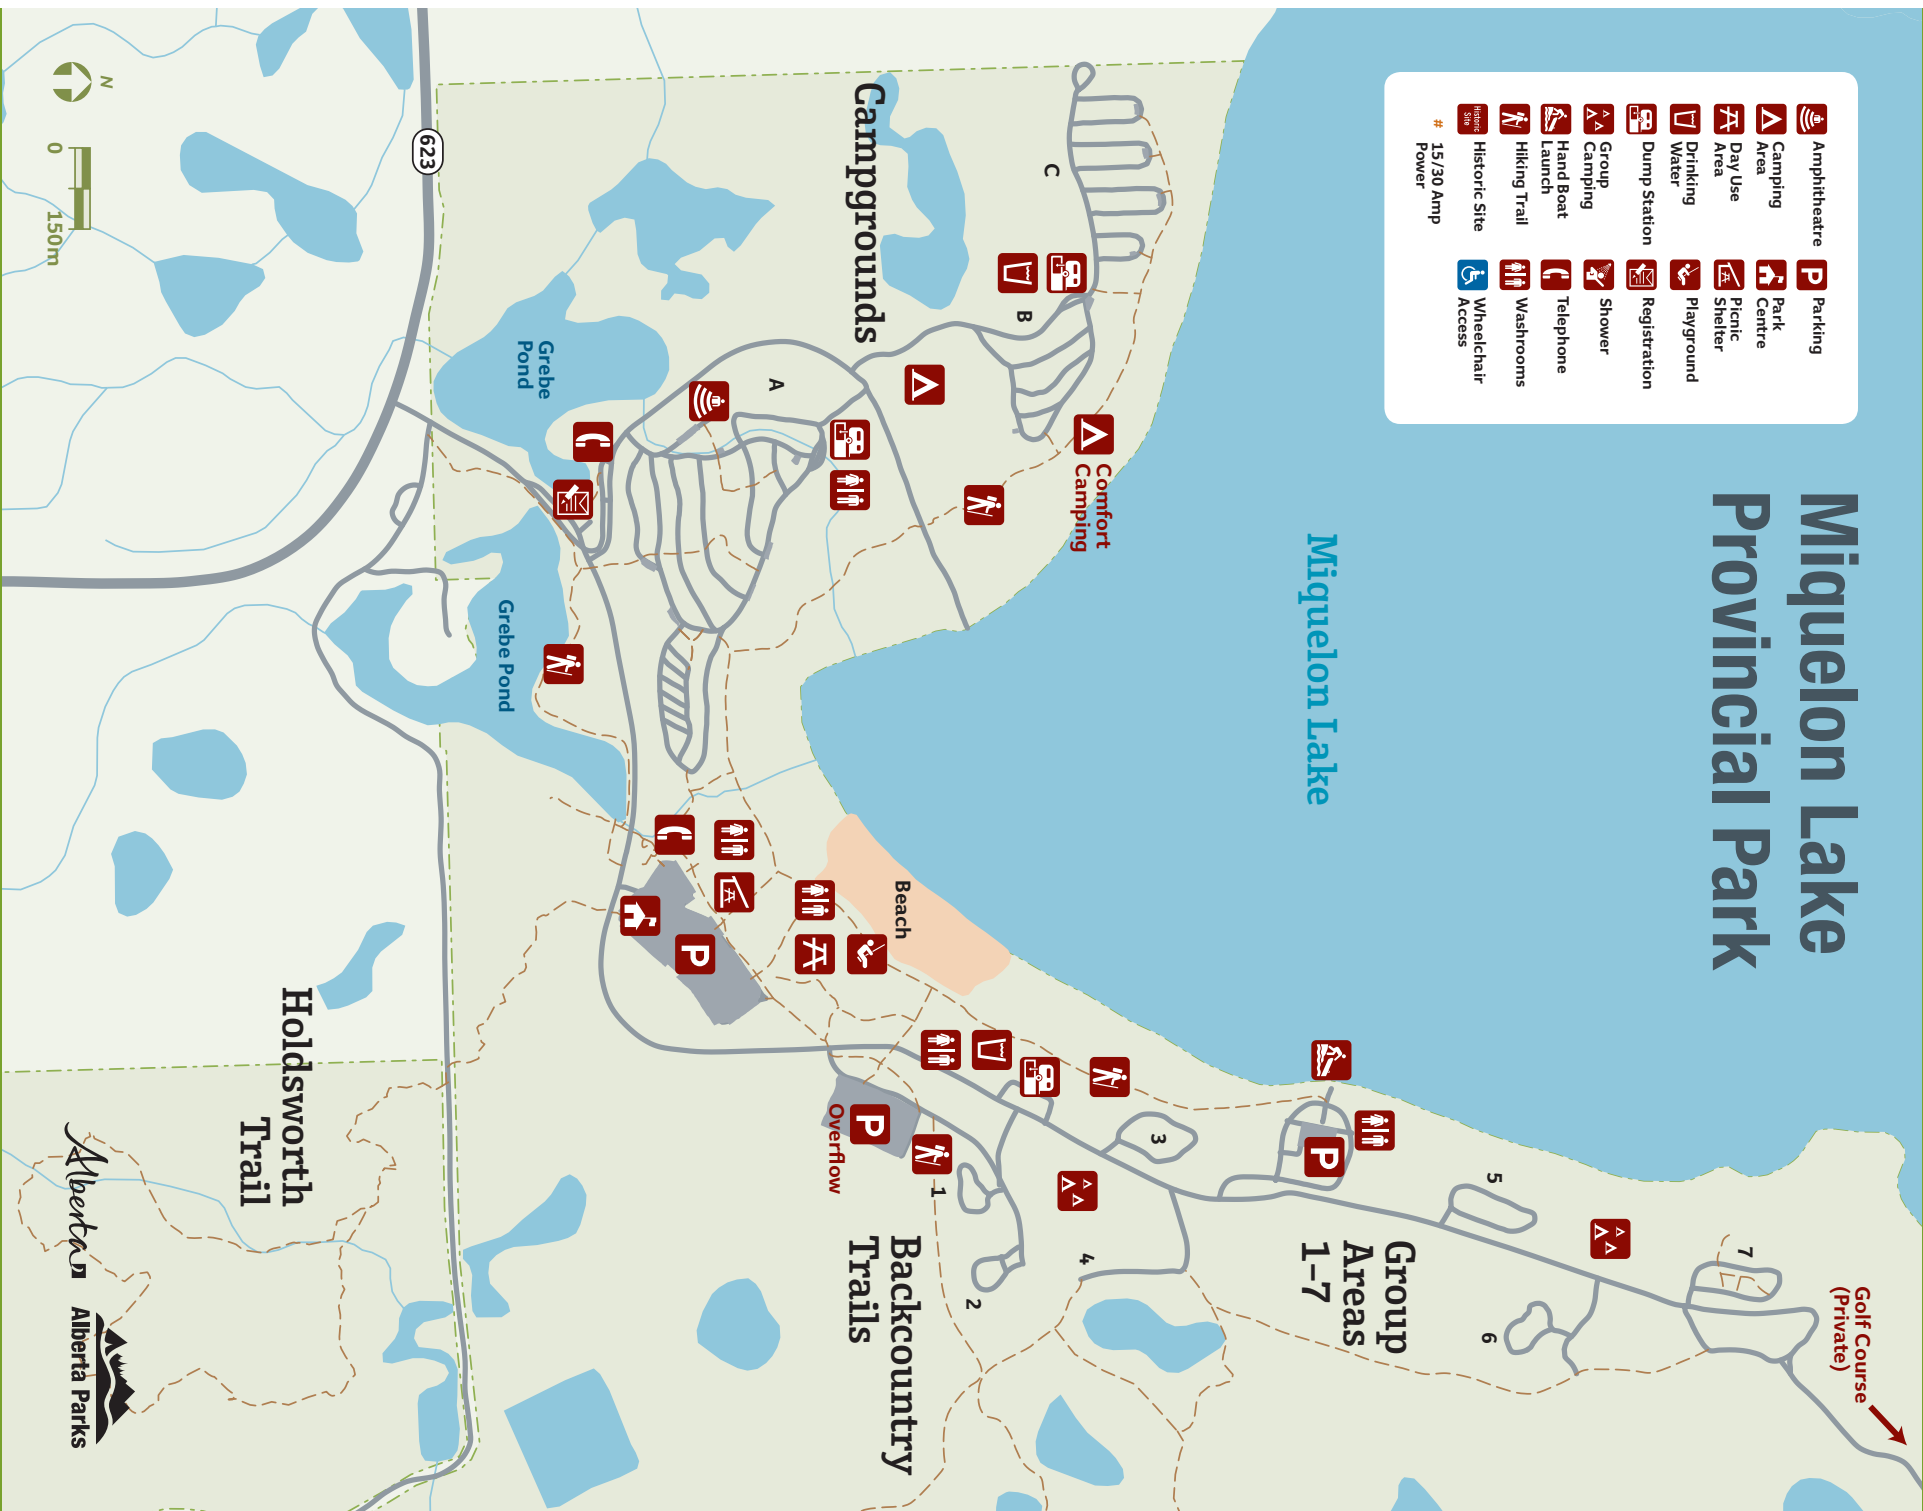 Miquelon Lake
Provincial Park
Amphitheatre
Camping
Area
Day Use
Area
Drinking
Water
Dump Station
Group
Camping
Hand Boat
Launch
Hiking Trail
Historic
Site
Historic Site
#
15/30 Amp
Power
P
Parking
Park
Centre
Picnic
Shelter
Playground
Registration
Shower
Telephone
Washrooms
Wheelchair
Access
Miquelon Lake
Comfort
Camping
Campgrounds
C
B
A
Grebe
Pond
Grebe Pond
623
N
0
150m
Beach
P
P
Overflow
P
Golf Course
(Private)
Group
Areas
1–7
7
6
5
4
3
2
1
Backcountry
Trails
Holdsworth
Trail
Alberta
Alberta Parks